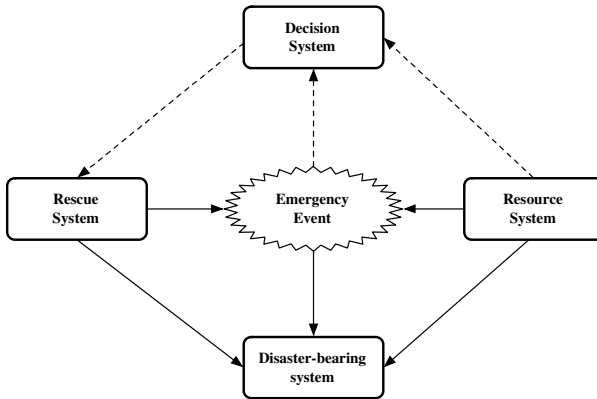 Decision
System
Rescue
System
Emergency
Event
Resource
System
Disaster-bearing
system